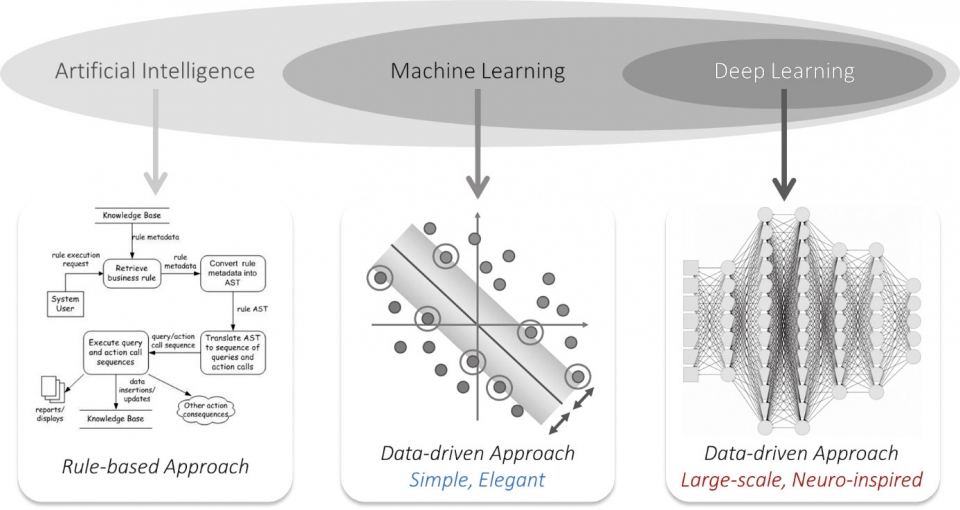 Artificial Intelligence
Machine Learning
Deep Learning
Knowledge Base
rule metadata
rule execution
request
Retrieve
business rule
rule
metadata
Convert rule
metadata into
AST
System
User
rule AST
Execute query
and action call
sequences
query/action
call sequence
Translate AST
to sequence of
queries and
action calls
reports/
displays
data
insertions/
updates
Knowledge Base
Other action
consequences
Rule-based Approach
Data-driven Approach
Simple, Elegant
Data-driven Approach
Large-scale, Neuro-inspired